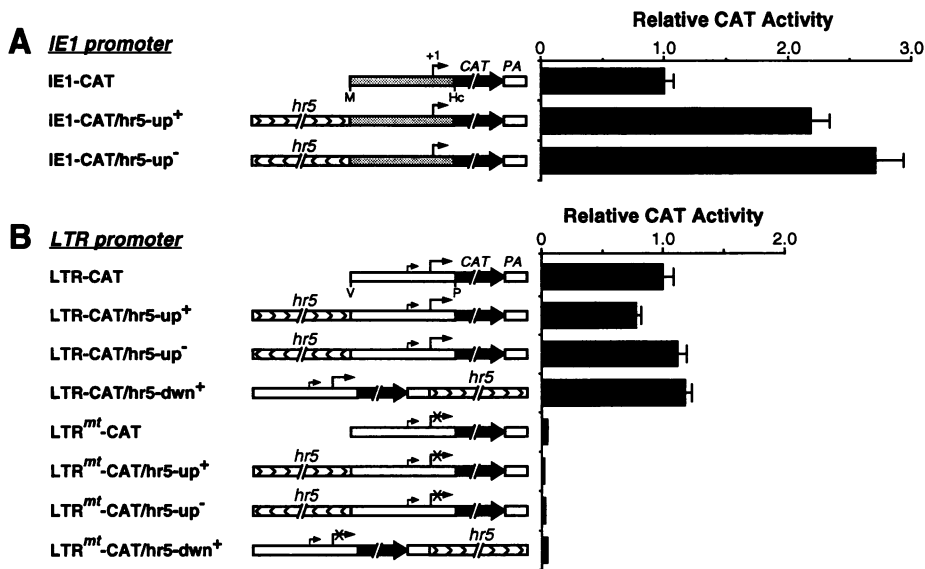 Relative CAT Activity
A IE1 promoter
0 1.0 2.0 3.0
+1 CAT PA
IE1-CAT
M Hc
hr5
IE1-CAT/hr5-up+
hr5
IE1-CAT/hr5-up-
Relative CAT Activity
B LTR promoter
0 1.0 2.0
CAT PA
LTR-CAT
V P
hr5
LTR-CAT/hr5-up+
hr5
LTR-CAT/hr5-up-
hr5
LTR-CAT/hr5-dwn+
LTRmt-CAT
hr5
LTRmt-CAT/hr5-up+
hr5
LTRmt-CAT/hr5-up-
hr5
LTRmt-CAT/hr5-dwn+